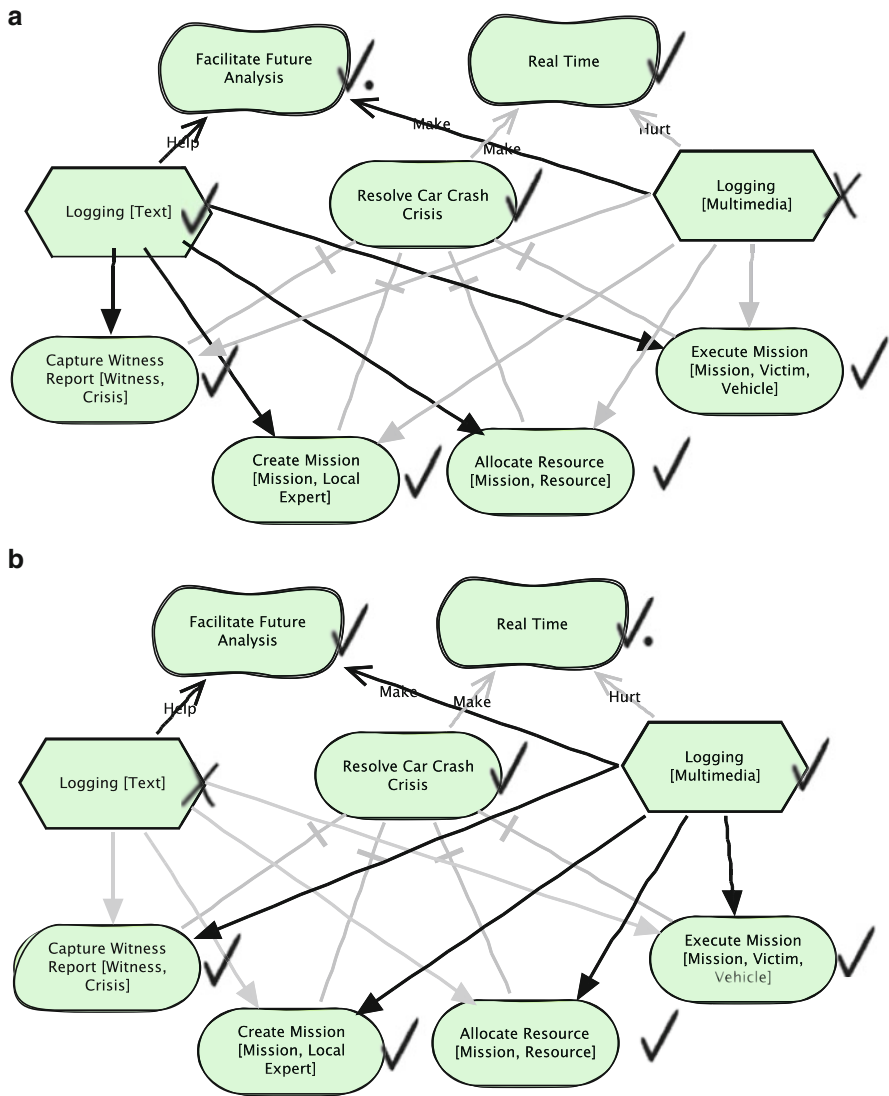 a
Facilitate Future
Analysis
Real Time
Make
Help
Make
Hurt
Logging [Text]
Resolve Car Crash
Crisis
Logging
[Multimedia]
Capture Witness
Report [Witness,
Crisis]
Execute Mission
[Mission, Victim,
Vehicle]
Create Mission
[Mission, Local
Expert]
Allocate Resource
[Mission, Resource]
b
Facilitate Future
Analysis
Real Time
Make
Make
Hurt
Help
Logging [Text]
Resolve Car Crash
Crisis
Logging
[Multimedia]
Capture Witness
Report [Witness,
Crisis]
Execute Mission
[Mission, Victim,
Vehicle]
Create Mission
[Mission, Local
Expert]
Allocate Resource
[Mission, Resource]